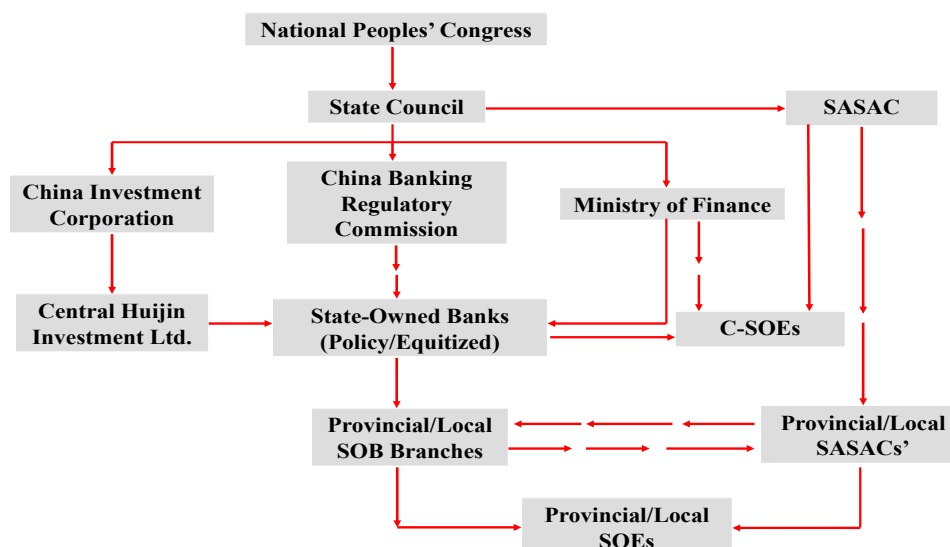 National Peoples’ Congress
State Council
SASAC
China Investment
Corporation
China Banking
Regulatory
Commission
Ministry of Finance
Central Huijin
Investment Ltd.
State-Owned Banks
(Policy/Equitized)
C-SOEs
Provincial/Local
SOB Branches
Provincial/Local
SASACs’
Provincial/Local
SOEs